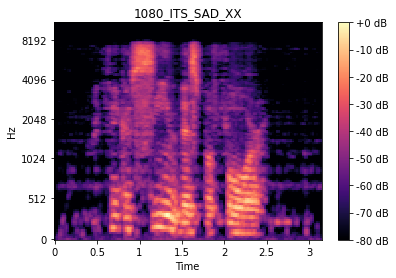 1080_ITS_SAD_XX
+0 dB
8192
-10 dB
4096
-20 dB
-30 dB
2048
Hz
-40 dB
1024
-50 dB
512
-60 dB
-70 dB
0
-80 dB
0 0.5 1 1.5 2 2.5 3
Time